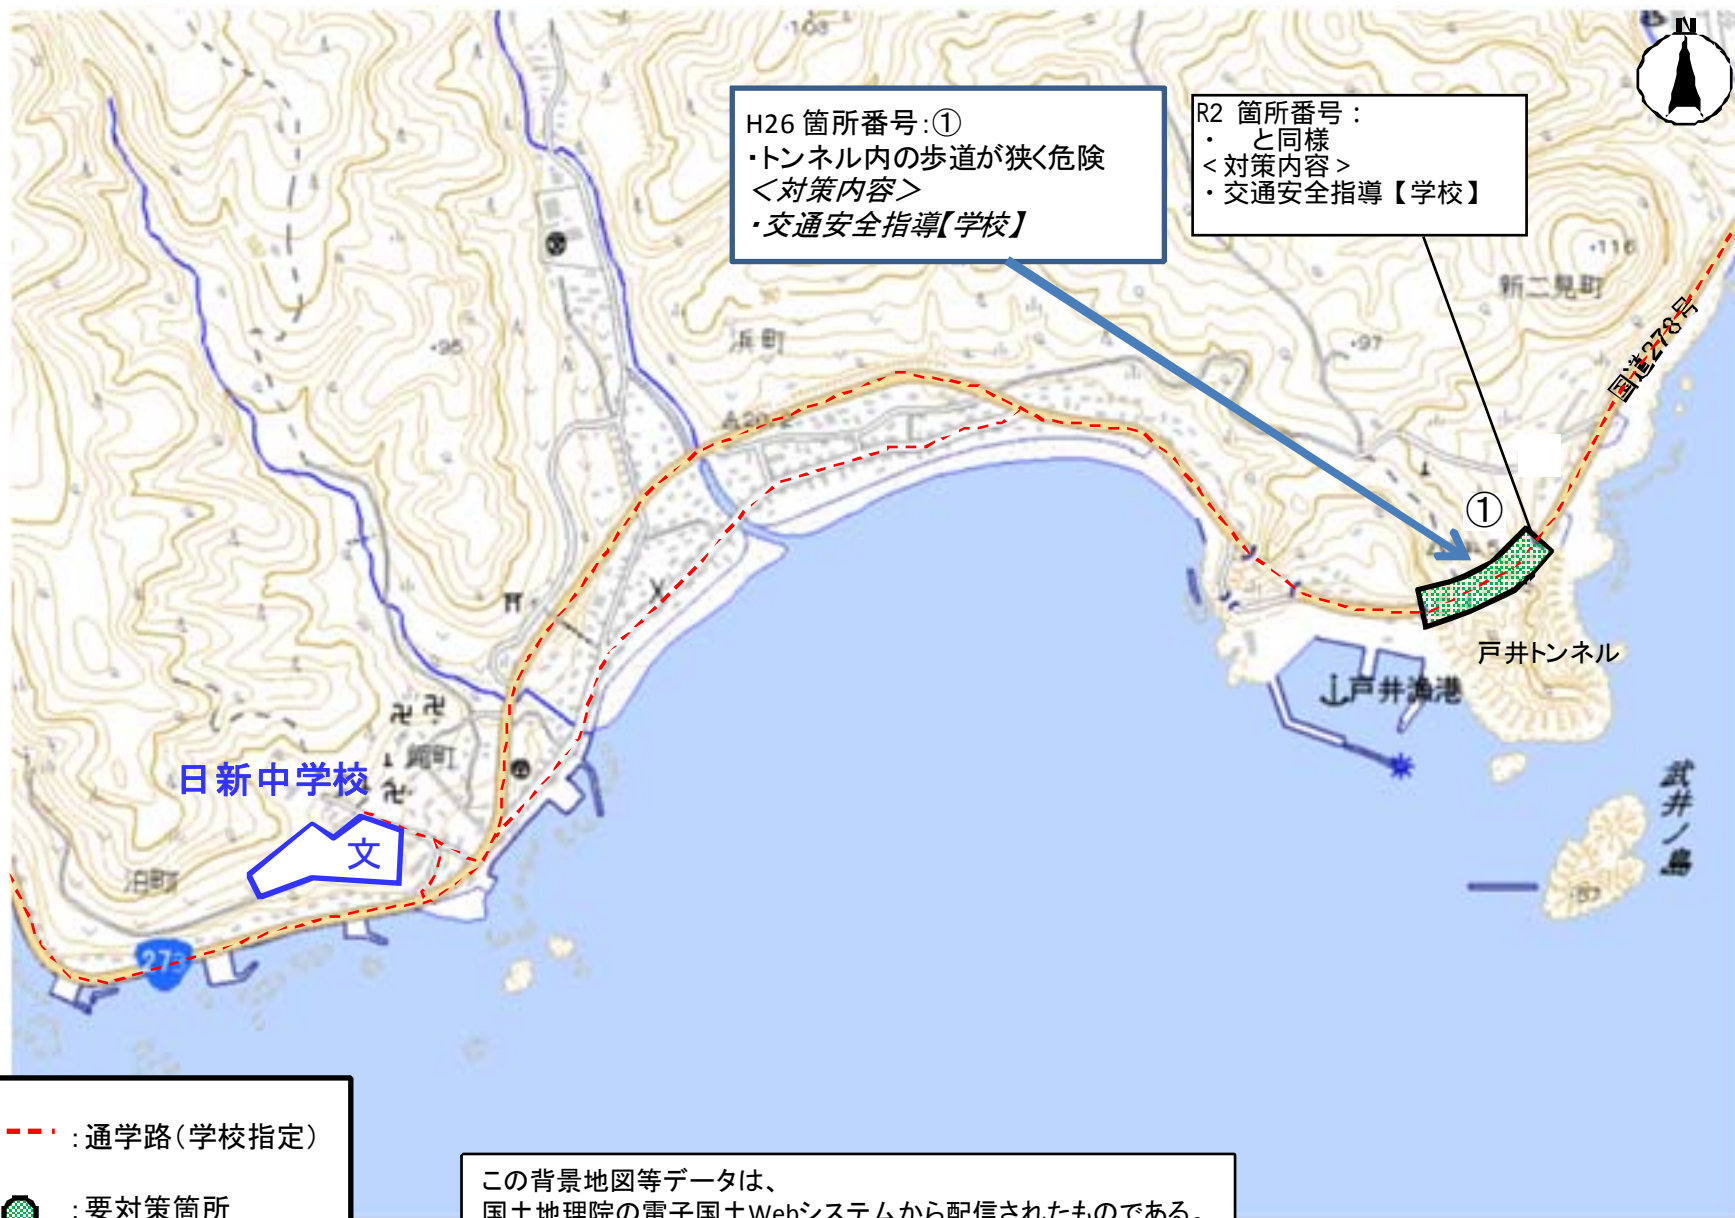 ・103
N
H26 箇所番号:①
・トンネル内の歩道が狭く危険
＜対策内容＞
・交通安全指導【学校】
R2 箇所番号：
・　と同様
＜対策内容＞
・交通安全指導【学校】
・116
新二見町
国道278号
・95
浜町
・97
①
戸井トンネル
戸井漁港
武井ノ島
日新中学校
文
泊町
・57
：通学路（学校指定）
：要対策箇所
この背景地図等データは、
国土地理院の電子国土Webシステムから配信されたものである。